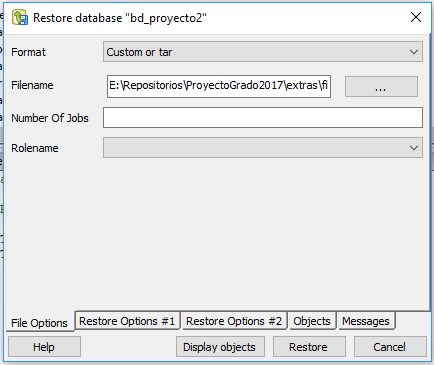 Restore database "bd_proyecto2"
Format
Custom or tar
Filename
E:\Repositorios\ProyectoGrado2017\extras\fi
...
Number Of Jobs
Rolename
File Options
Restore Options #1
Restore Options #2
Objects
Messages
Help
Display objects
Restore
Cancel